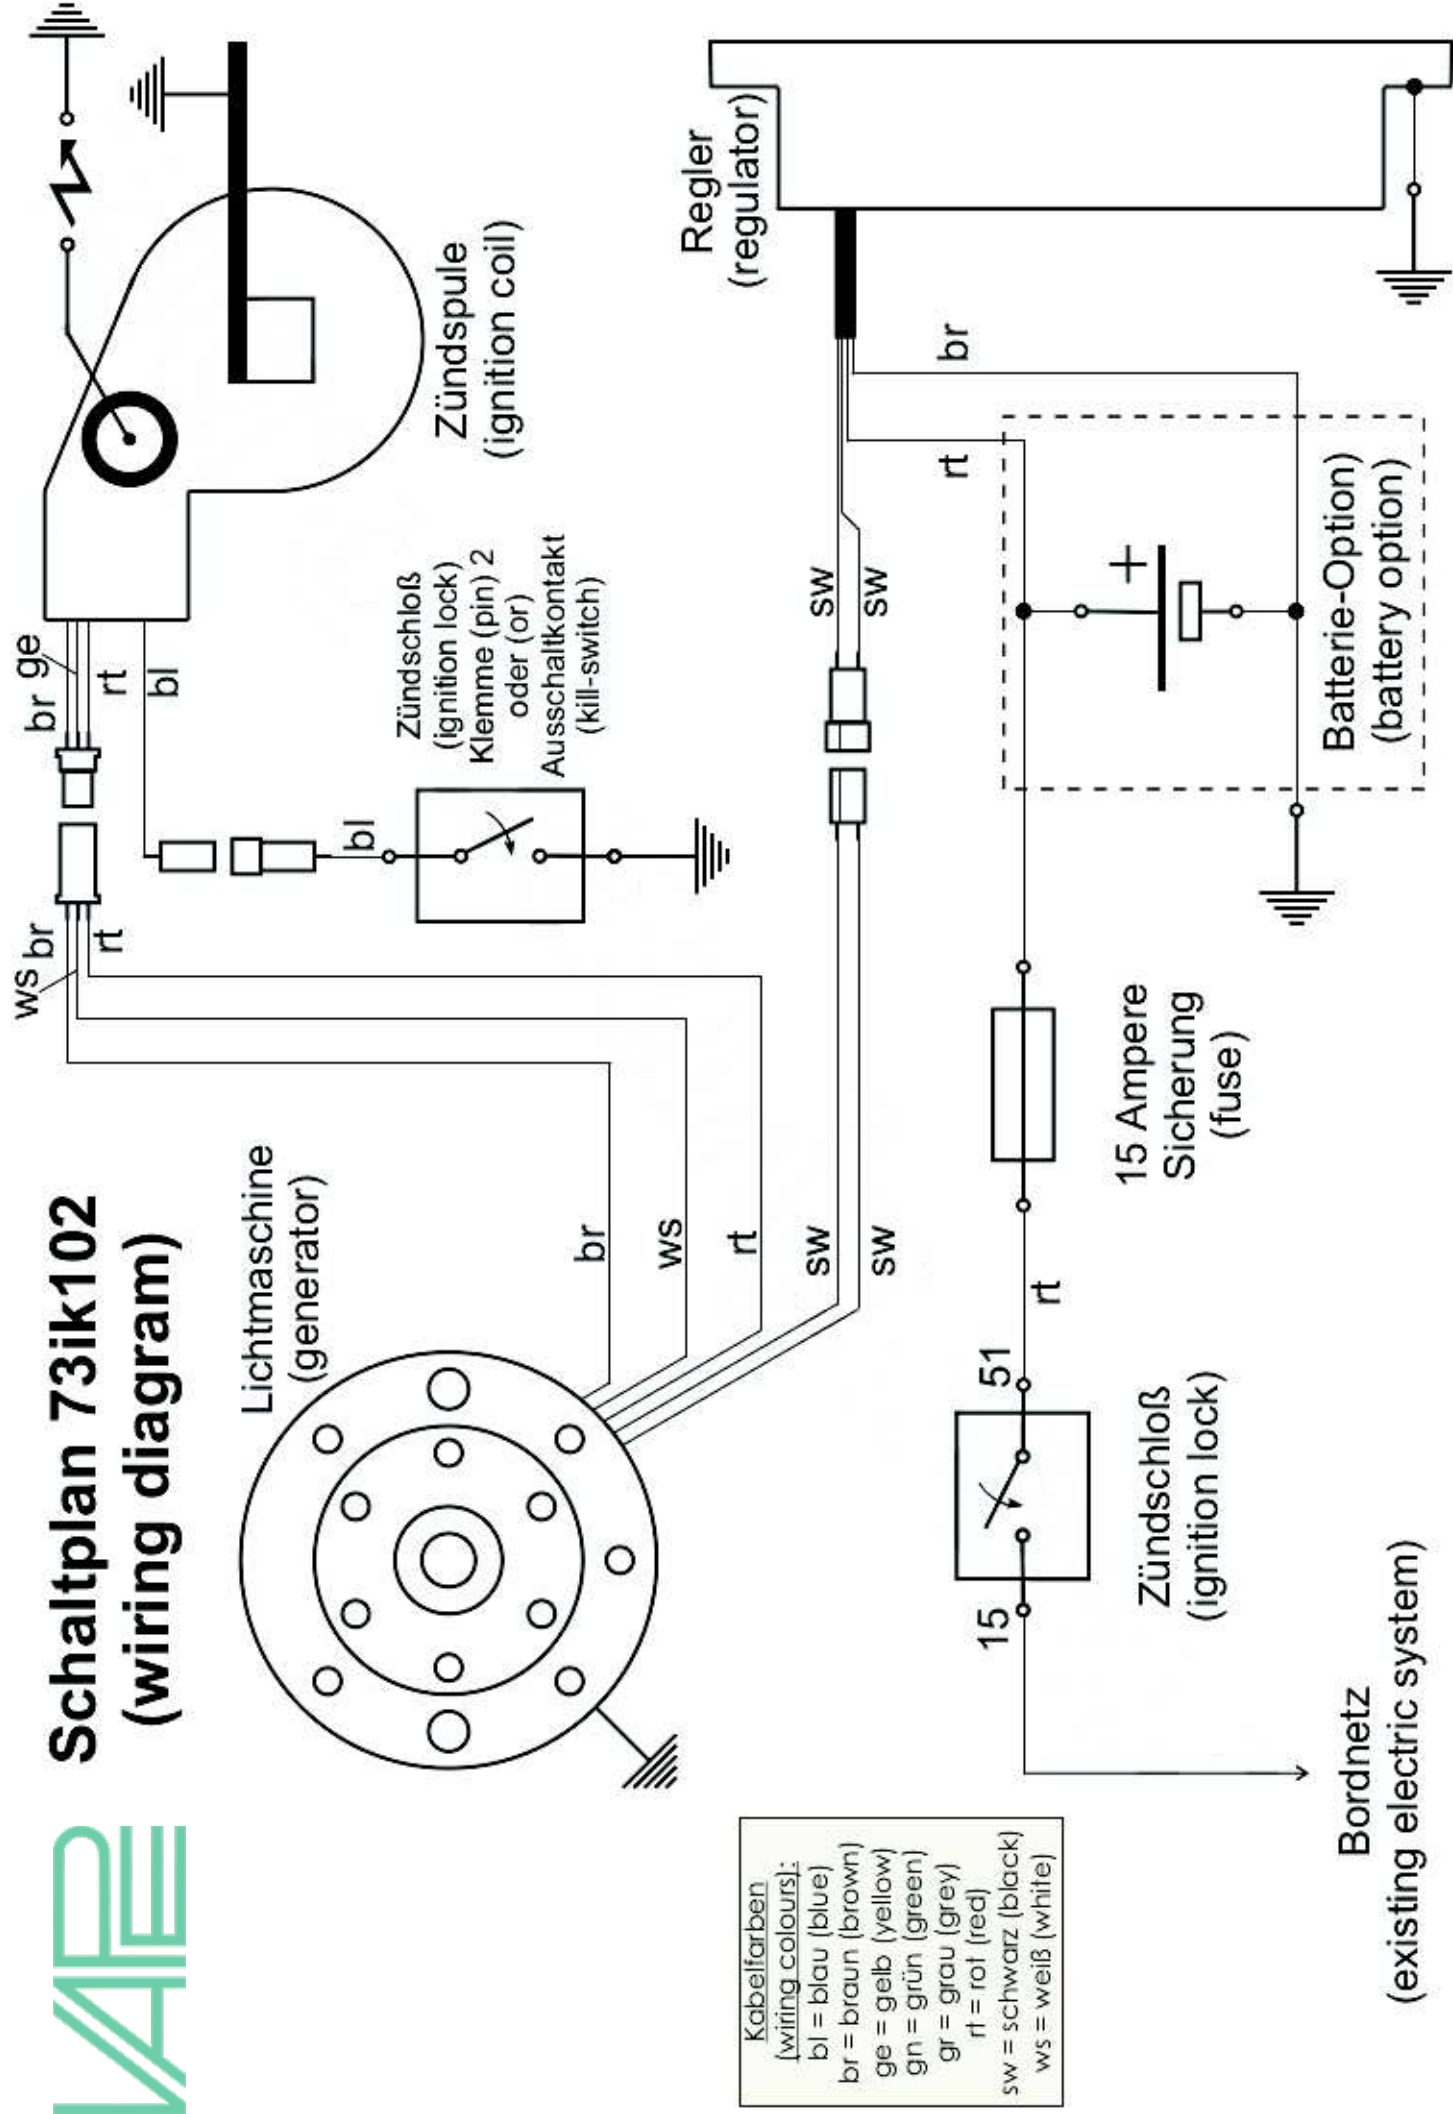 VAPE
Schaltplan 73ik102
(wiring diagram)
Lichtmaschine
(generator)
br
ws
rt
sw
sw
ws
br
rt
br
ge
rt
bl
bl
Zündspule
(ignition coil)
Zündschloß
(ignition lock)
Klemme (pin) 2
oder (or)
Ausschaltkontakt
(kill-switch)
Regler
(regulator)
sw
sw
rt
br
+
Batterie-Option)
(battery option)
15 Ampere
Sicherung
(fuse)
rt
51
15
Zündschloß
(ignition lock)
Bordnetz
(existing electric system)
Kabelfarben
(wiring colours):
bl = blau (blue)
br = braun (brown)
ge = gelb (yellow)
gn = grün (green)
gr = grau (grey)
rt = rot (red)
sw = schwarz (black)
ws = weiß (white)